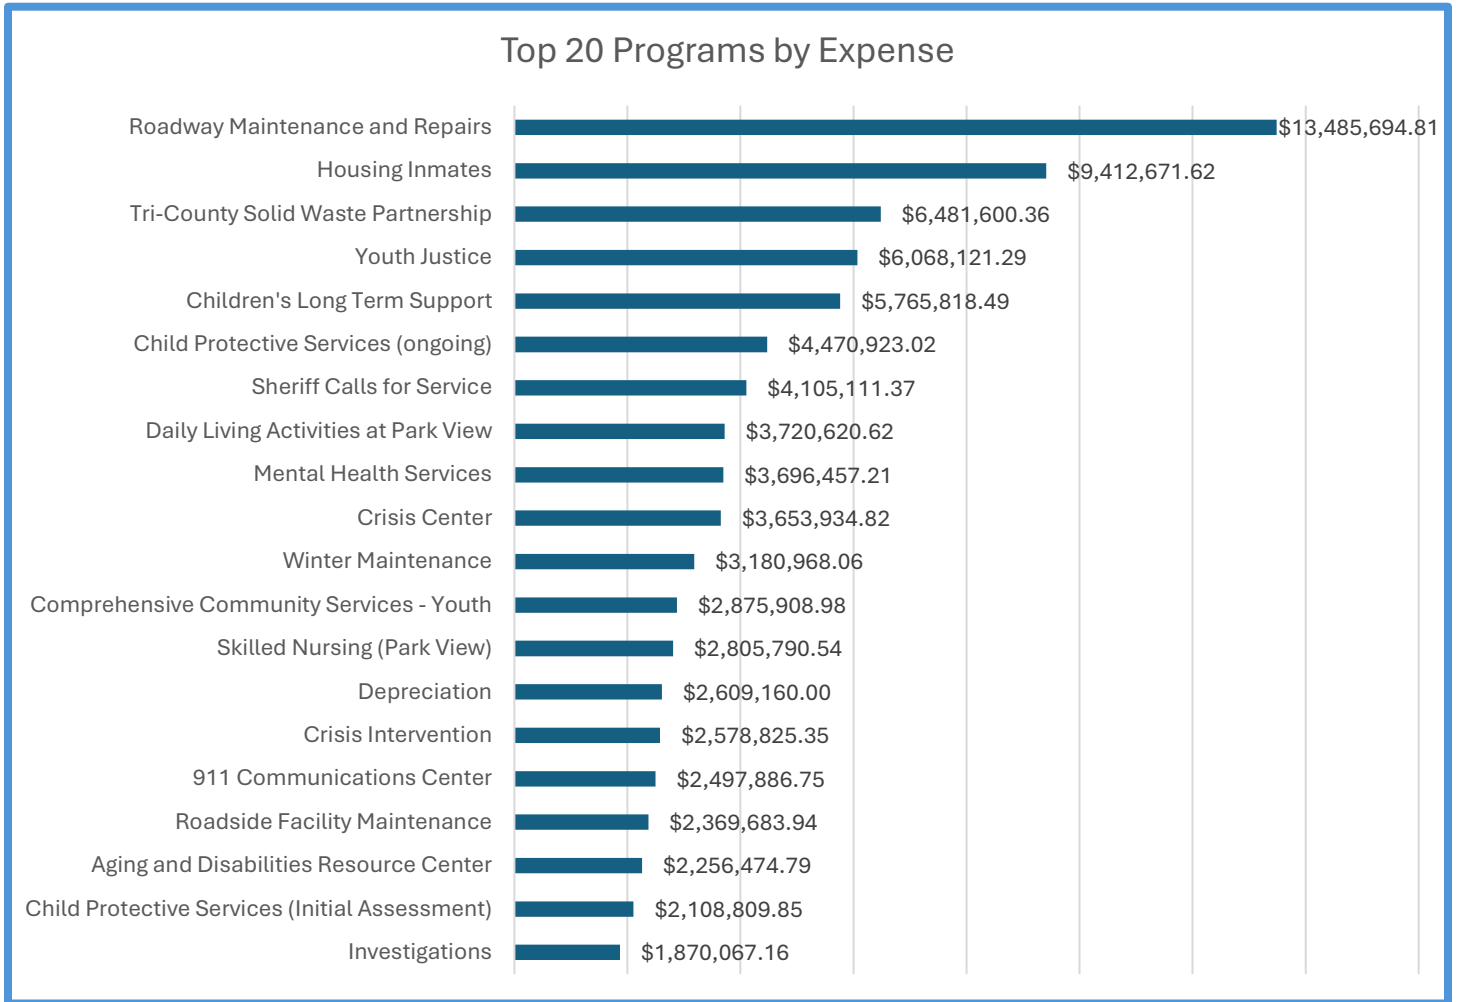 Top 20 Programs by Expense
Roadway Maintenance and Repairs $13,485,694.81
Housing Inmates $9,412,671.62
Tri-County Solid Waste Partnership $6,481,600.36
Youth Justice $6,068,121.29
Children's Long Term Support $5,765,818.49
Child Protective Services (ongoing) $4,470,923.02
Sheriff Calls for Service $4,105,111.37
Daily Living Activities at Park View $3,720,620.62
Mental Health Services $3,696,457.21
Crisis Center $3,653,934.82
Winter Maintenance $3,180,968.06
Comprehensive Community Services - Youth $2,875,908.98
Skilled Nursing (Park View) $2,805,790.54
Depreciation $2,609,160.00
Crisis Intervention $2,578,825.35
911 Communications Center $2,497,886.75
Roadside Facility Maintenance $2,369,683.94
Aging and Disabilities Resource Center $2,256,474.79
Child Protective Services (Initial Assessment) $2,108,809.85
Investigations $1,870,067.16